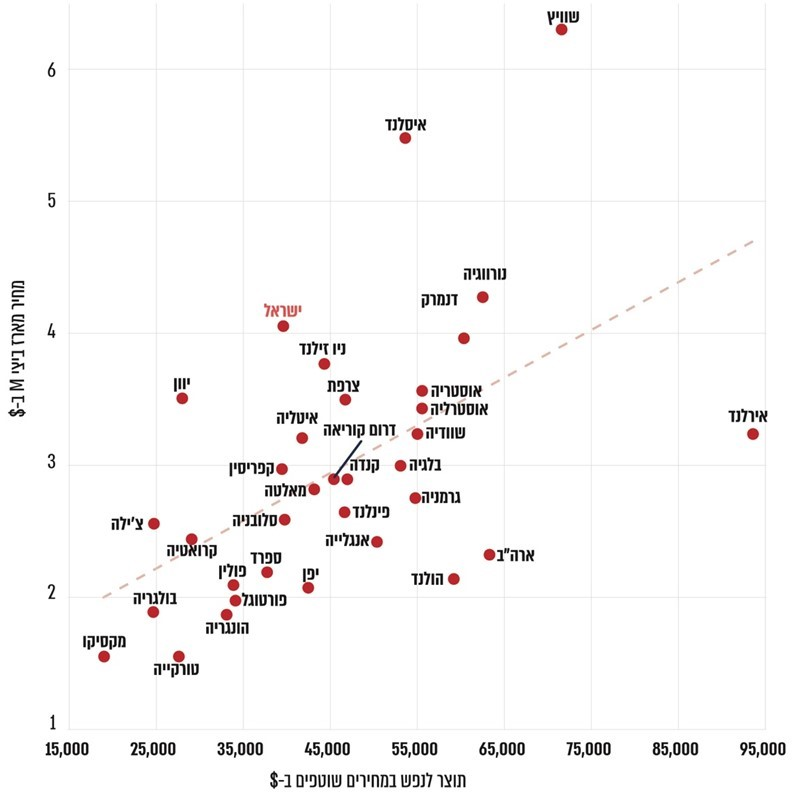 שוויץ
6
איסלנד
5
נורווגיה
דנמרק
ישראל
4
ניו זילנד
יוון
צרפת
אוסטריה
אוסטרליה
אירלנד
איטליה
דרום קוריאה
שוודיה
3
קפריסין
קנדה
בלגיה
מאלטה
גרמניה
צ'ילה
סלובניה
פינלנד
קרואטיה
אנגלייה
ארה"ב
ספרד
פולין
יפן
הולנד
2
בולגריה
פורטוגל
הונגריה
מקסיקו
טורקייה
1
מחיר מארז ביצי M ב-$
15,000 25,000 35,000 45,000 55,000 65,000 75,000 85,000 95,000
תוצר לנפש במחירים שוטפים ב-$